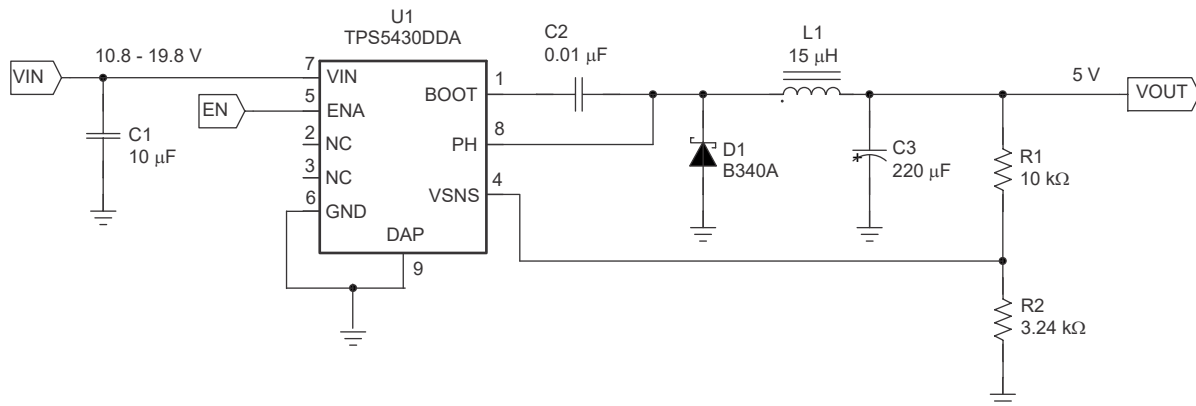 U1
TPS5430DDA
VIN
10.8 - 19.8 V
7
VIN
EN
5
ENA
2
NC
3
NC
6
GND
C1
10 μF
BOOT
1
PH
8
VSNS
4
DAP
9
C2
0.01 μF
L1
15 μH
D1
B340A
C3
220 μF
5 V
VOUT
R1
10 kΩ
R2
3.24 kΩ